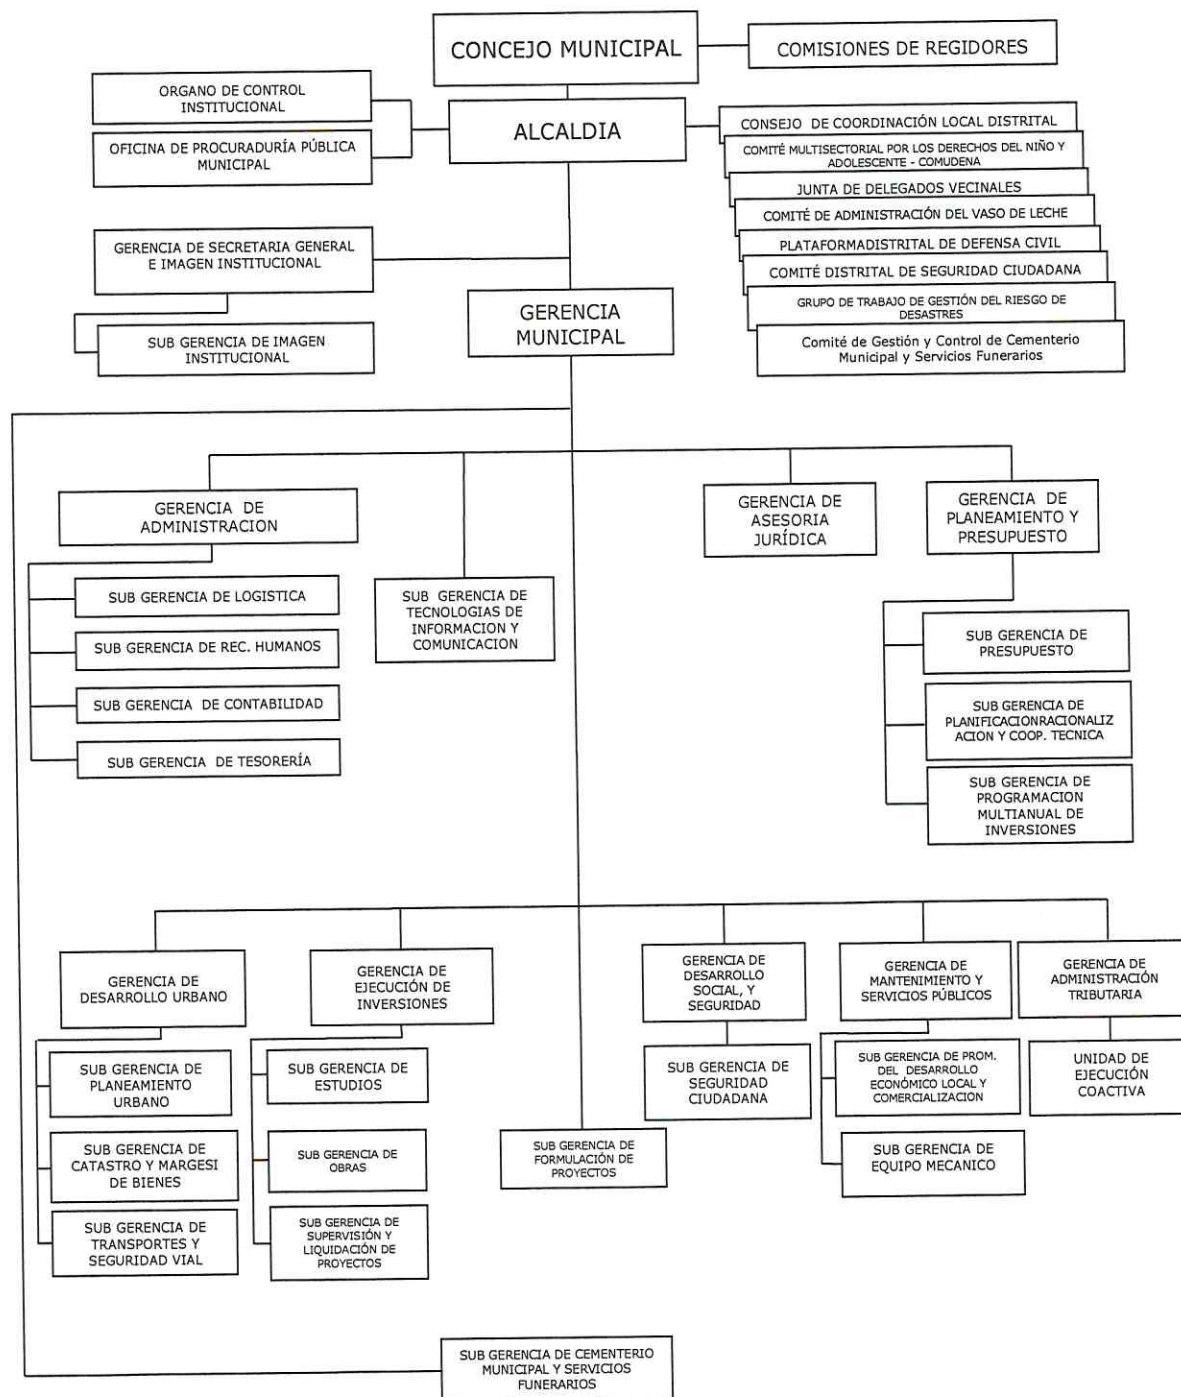 CONCEJO MUNICIPAL
COMISIONES DE REGIDORES
ORGANO DE CONTROL
INSTITUCIONAL
OFICINA DE PROCURADURÍA PÚBLICA
MUNICIPAL
ALCALDIA
CONSEJO DE COORDINACIÓN LOCAL DISTRITAL
COMITÉ MULTISECTORIAL POR LOS DERECHOS DEL NIÑO Y
ADOLESCENTE - COMUDENA
JUNTA DE DELEGADOS VECINALES
COMITÉ DE ADMINISTRACIÓN DEL VASO DE LECHE
PLATAFORMADISTRITAL DE DEFENSA CIVIL
COMITÉ DISTRITAL DE SEGURIDAD CIUDADANA
GRUPO DE TRABAJO DE GESTIÓN DEL RIESGO DE
DESASTRES
Comité de Gestión y Control de Cementerio
Municipal y Servicios Funerarios
GERENCIA DE SECRETARIA GENERAL
E IMAGEN INSTITUCIONAL
SUB GERENCIA DE IMAGEN
INSTITUCIONAL
GERENCIA
MUNICIPAL
GERENCIA DE
ADMINISTRACION
SUB GERENCIA DE LOGISTICA
SUB GERENCIA DE REC. HUMANOS
SUB GERENCIA DE CONTABILIDAD
SUB GERENCIA DE TESORERÍA
SUB GERENCIA DE
TECNOLOGIAS DE
INFORMACION Y
COMUNICACION
GERENCIA DE
ASESORIA
JURÍDICA
GERENCIA DE
PLANEAMIENTO Y
PRESUPUESTO
SUB GERENCIA DE
PRESUPUESTO
SUB GERENCIA DE
PLANIFICACIONRACIONALIZ
ACION Y COOP. TECNICA
SUB GERENCIA DE
PROGRAMACION
MULTIANUAL DE
INVERSIONES
GERENCIA DE
DESARROLLO URBANO
SUB GERENCIA DE
PLANEAMIENTO
URBANO
SUB GERENCIA DE
CATASTRO Y MARGESI
DE BIENES
SUB GERENCIA DE
TRANSPORTES Y
SEGURIDAD VIAL
GERENCIA DE
EJECUCIÓN DE
INVERSIONES
SUB GERENCIA DE
ESTUDIOS
SUB GERENCIA DE
OBRAS
SUB GERENCIA DE
SUPERVISIÓN Y
LIQUIDACIÓN DE
PROYECTOS
SUB GERENCIA DE
FORMULACIÓN DE
PROYECTOS
GERENCIA DE
DESARROLLO
SOCIAL, Y
SEGURIDAD
SUB GERENCIA DE
SEGURIDAD
CIUDADANA
GERENCIA DE
MANTENIMIENTO Y
SERVICIOS PÚBLICOS
SUB GERENCIA DE PROM.
DEL DESARROLLO
ECONÓMICO LOCAL Y
COMERCIALIZACION
SUB GERENCIA DE
EQUIPO MECANICO
GERENCIA DE
ADMINISTRACIÓN
TRIBUTARIA
UNIDAD DE
EJECUCIÓN
COACTIVA
SUB GERENCIA DE CEMENTERIO
MUNICIPAL Y SERVICIOS
FUNERARIOS